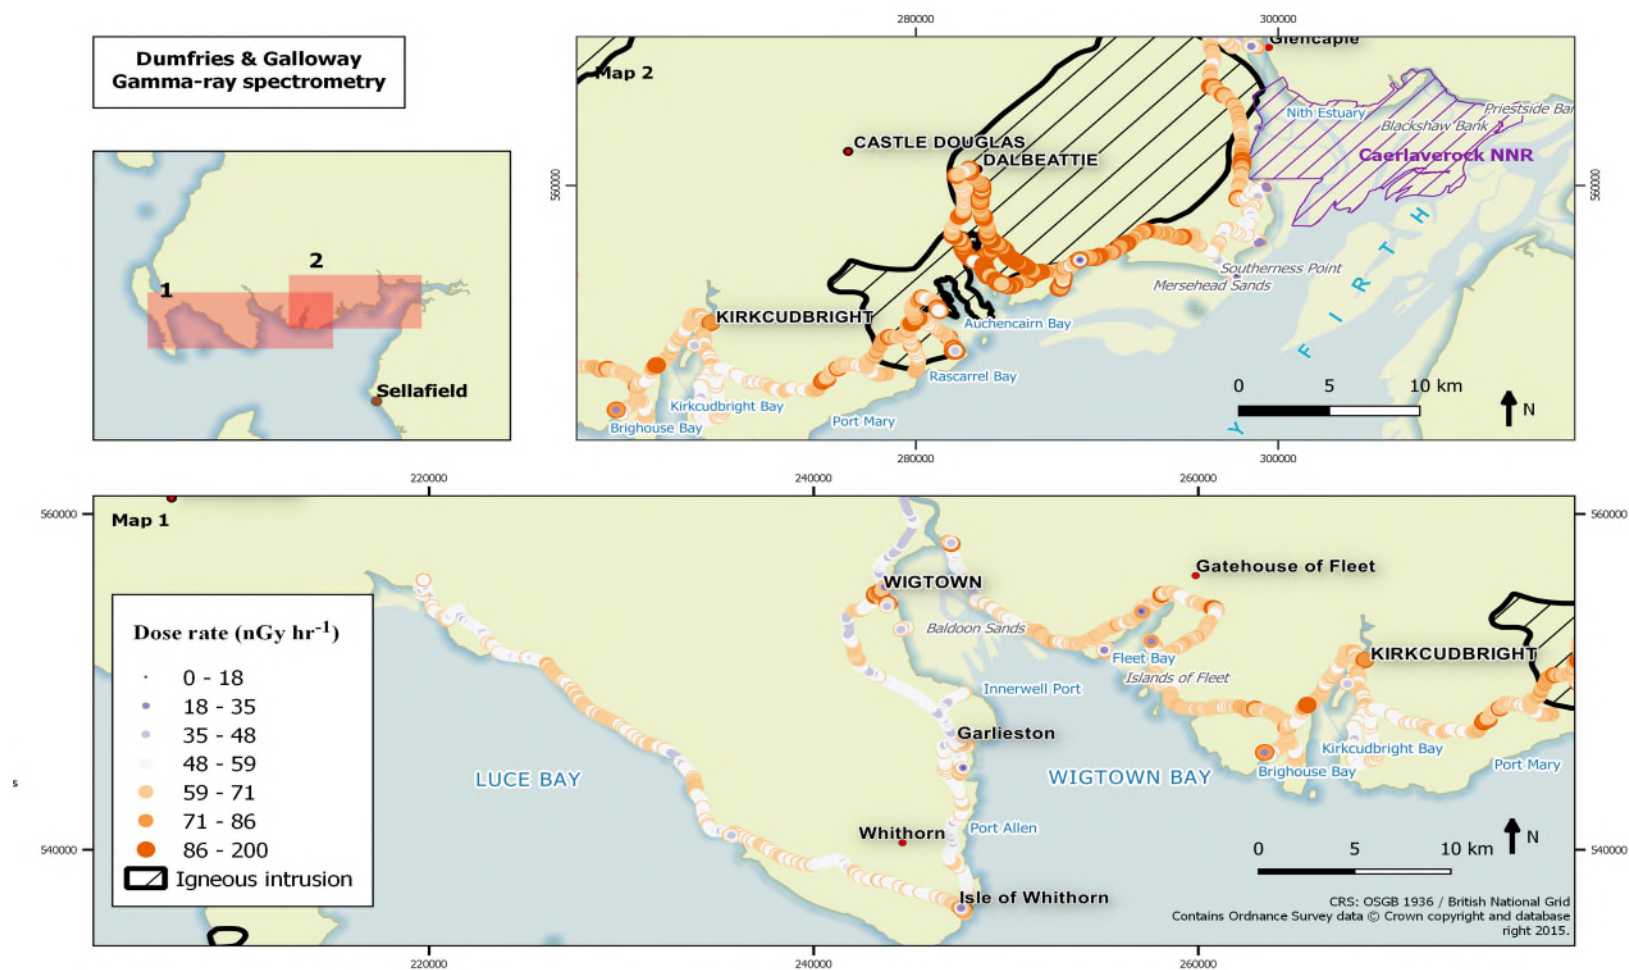 Dumfries & Galloway
Gamma-ray spectrometry
1
2
Sellafield
280000
300000
Map 2
Glencaple
Nith Estuary
Priestside Ban
Blackshaw Bank
Caerlaverock NNR
CASTLE DOUGLAS
DALBEATTIE
560000
560000
Southerness Point
Mersehead Sands
KIRKCUDBRIGHT
Auchencairn Bay
Rascarrel Bay
Kirkcudbright Bay
Port Mary
Brighouse Bay
Y F I R T H
0 5 10 km
N
280000
300000
220000
240000
260000
560000
560000
Map 1
WIGTOWN
Gatehouse of Fleet
Baldoon Sands
Fleet Bay
Islands of Fleet
KIRKCUDBRIGHT
Innerwell Port
Garlieston
Kirkcudbright Bay
Port Mary
Brighouse Bay
LUCE BAY
WIGTOWN BAY
Port Allen
Whithorn
Isle of Whithorn
540000
540000
Dose rate (nGy hr-1)
0 - 18
18 - 35
35 - 48
48 - 59
59 - 71
71 - 86
86 - 200
Igneous intrusion
0 5 10 km
N
CRS: OSGB 1936 / British National Grid
Contains Ordnance Survey data © Crown copyright and database
right 2015.
220000
240000
260000